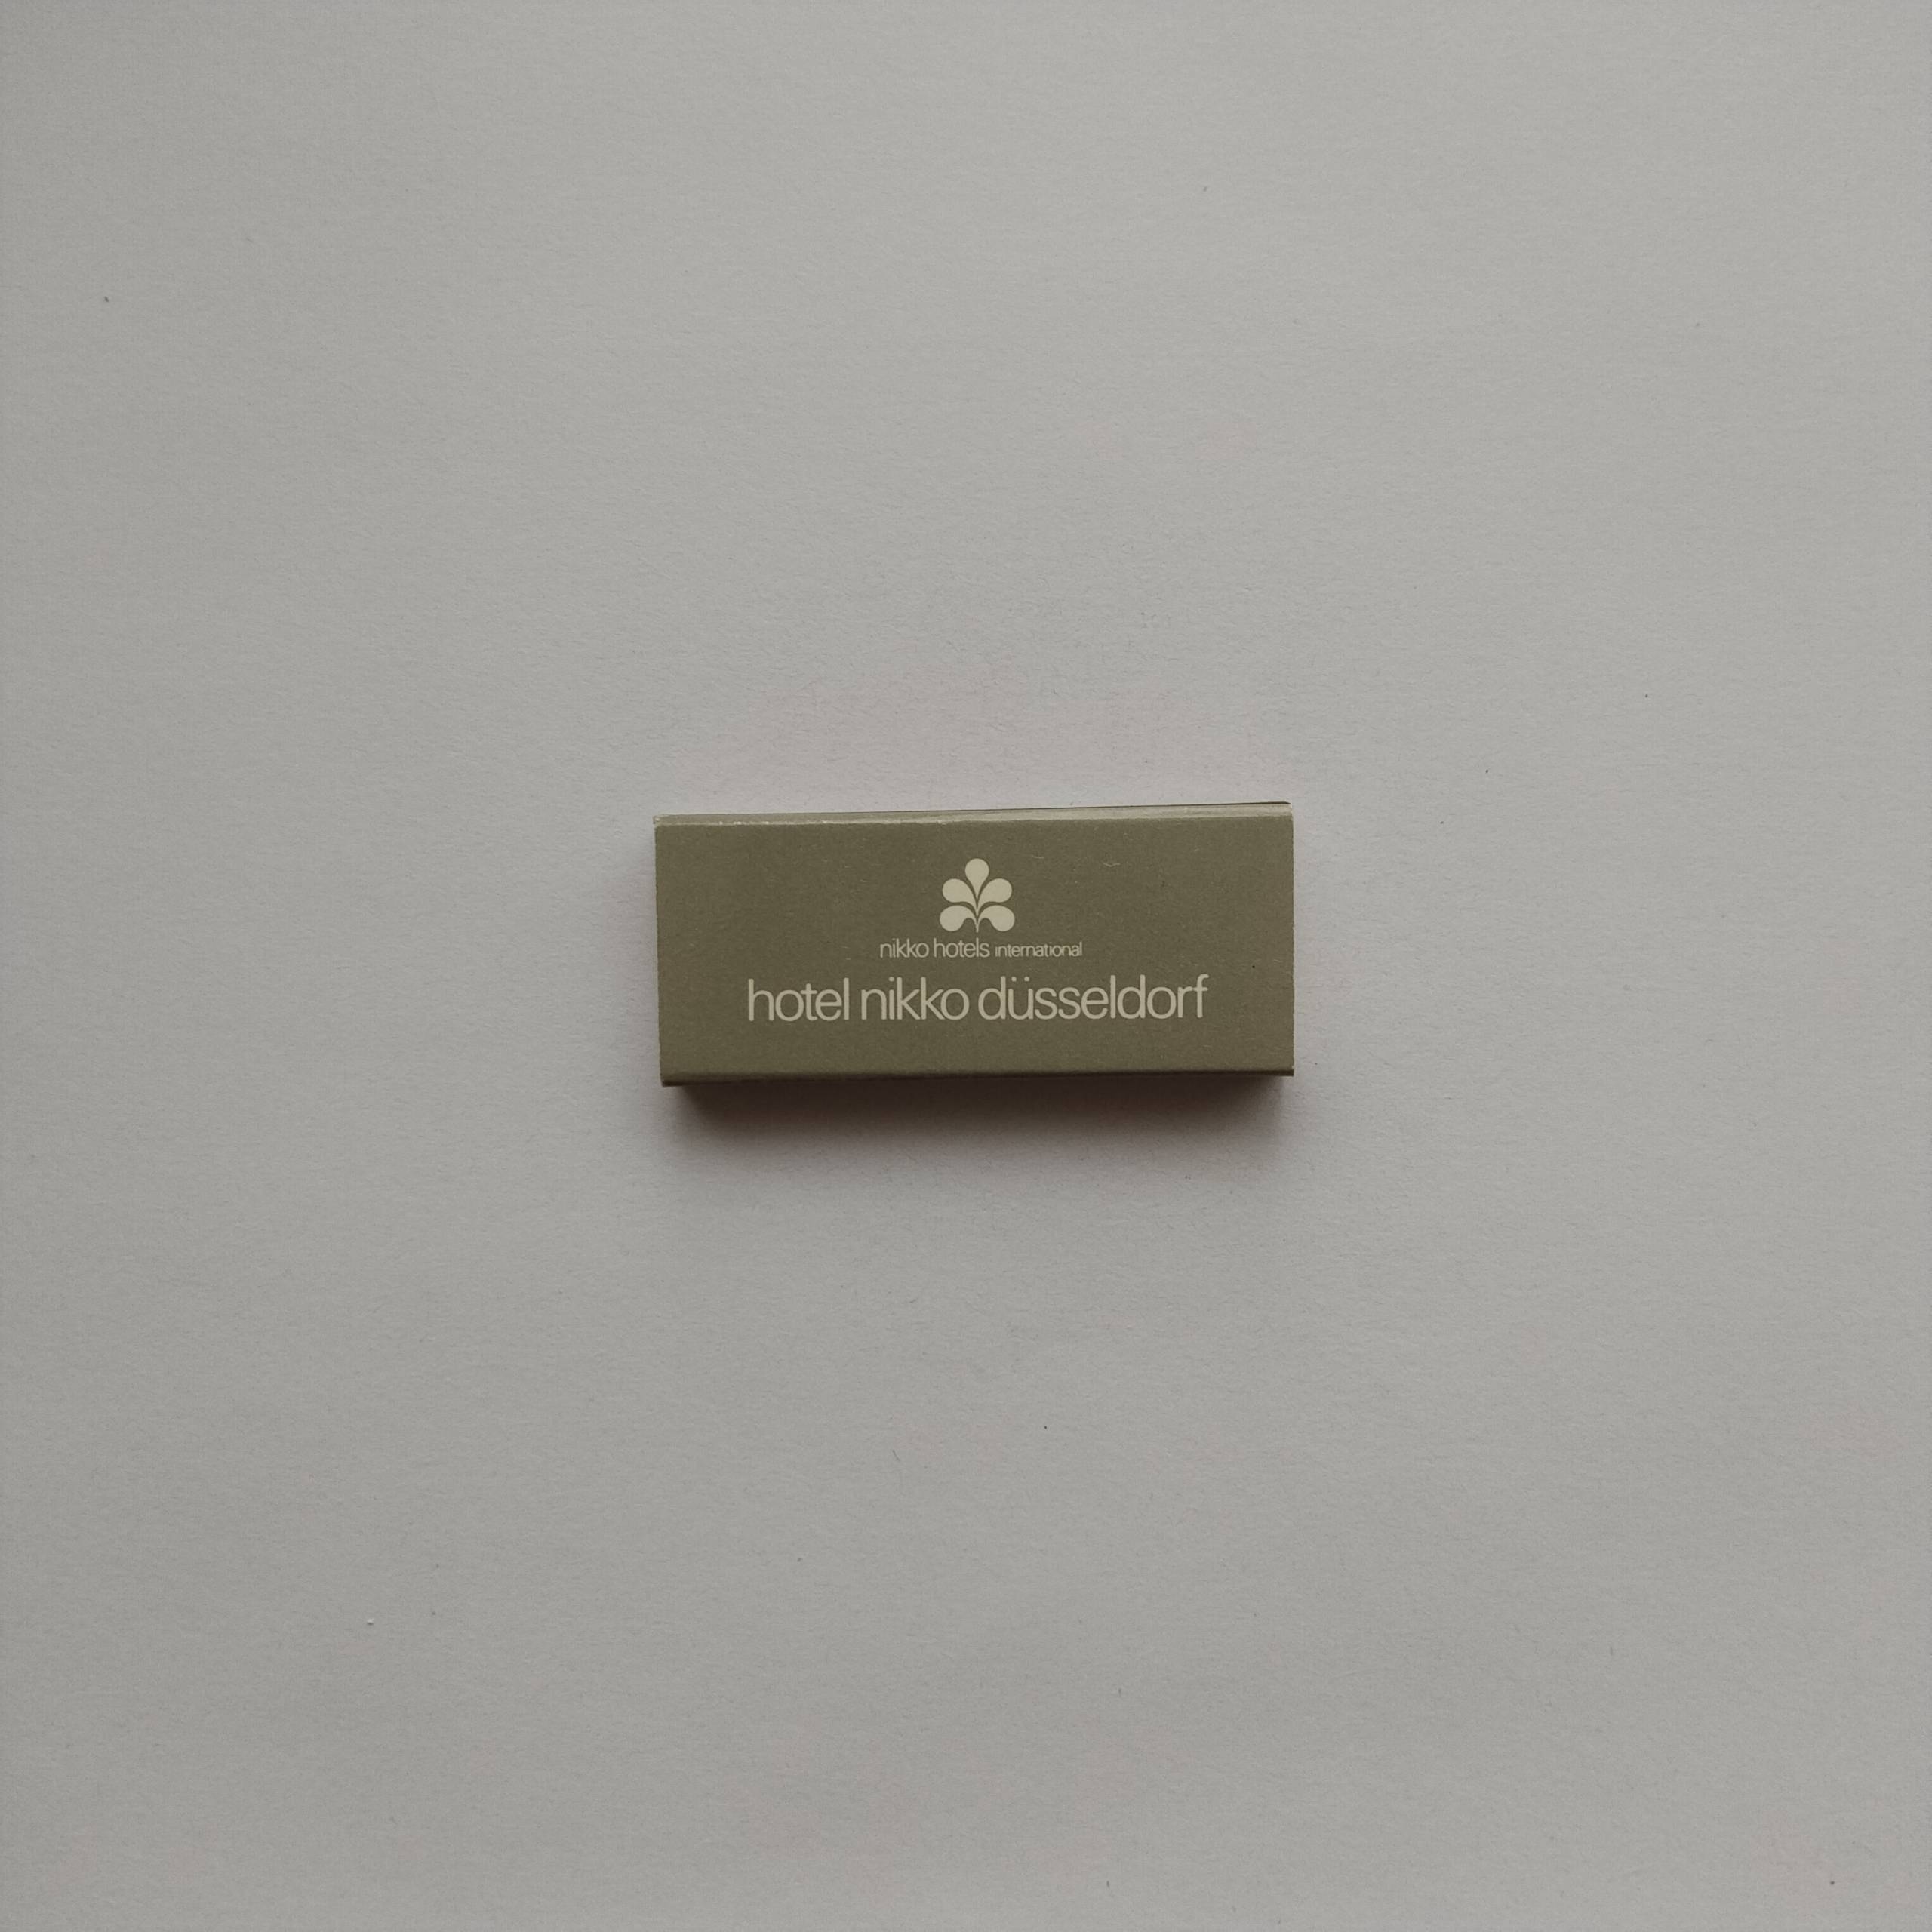 nikko hotels international
hotel nikko düsseldorf